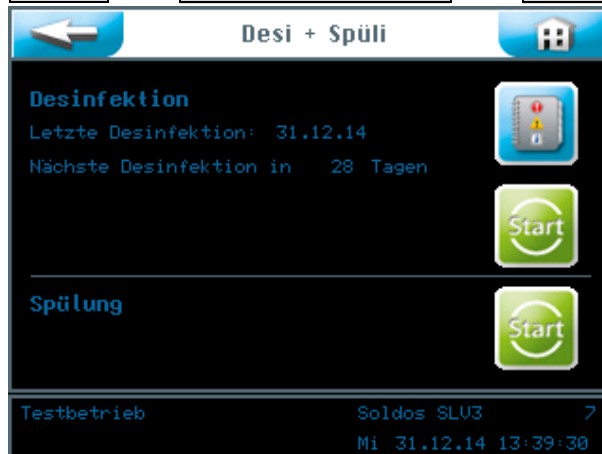 Desi + Spüli
Desinfektion
Letzte Desinfektion: 31.12.14
Nächste Desinfektion in 28 Tagen
Start
Spülung
Start
Testbetrieb Soldos SLV3 7
Mi 31.12.14 13:39:30